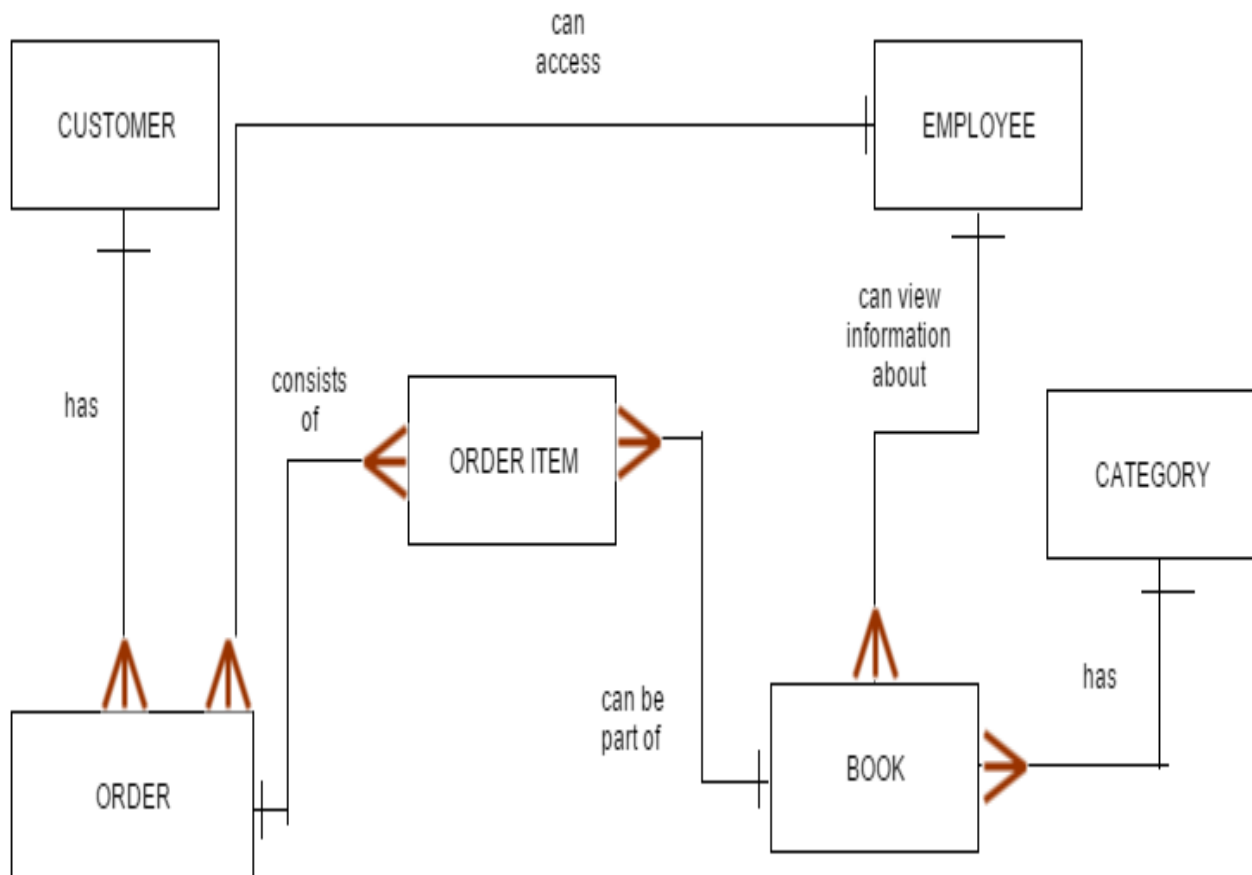 can
access
CUSTOMER
EMPLOYEE
can view
information
about
consists
of
has
ORDER ITEM
CATEGORY
has
can be
part of
BOOK
ORDER